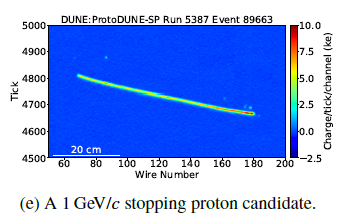 DUNE:ProtoDUNE-SP Run 5387 Event 89663
5000
4900
4800
4700
4600
4500
Tick
20 cm
60 80 100 120 140 160 180 200
Wire Number
10.0
7.5
5.0
2.5
0.0
−2.5
Charge/tick/channel (ke)
(e) A 1 GeV/c stopping proton candidate.